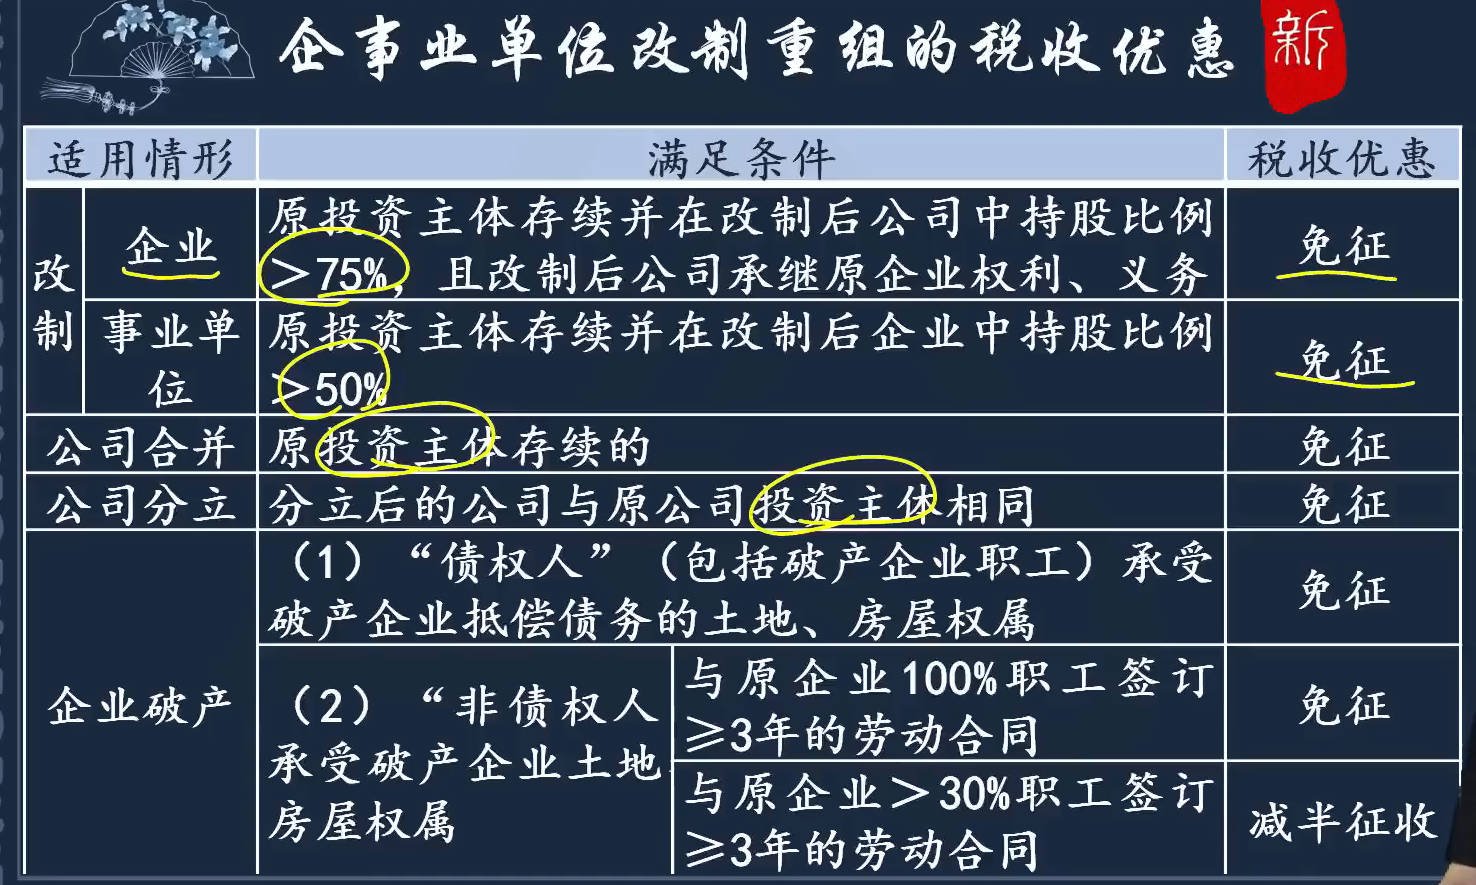 企事业单位改制重组的税收优惠
新
适用情形 满足条件 税收优惠
改制
企业
原投资主体存续并在改制后公司中持股比例
>75%，且改制后公司承继原企业权利、义务
免征
事业单
位
原投资主体存续并在改制后企业中持股比例
>50%
免征
公司合并 原投资主体存续的 免征
公司分立 分立后的公司与原公司投资主体相同 免征
企业破产
（1）“债权人”（包括破产企业职工）承受
破产企业抵偿债务的土地、房屋权属
免征
（2）“非债权人
承受破产企业土地
房屋权属
与原企业100%职工签订
≥3年的劳动合同
免征
与原企业>30%职工签订
≥3年的劳动合同
减半征收